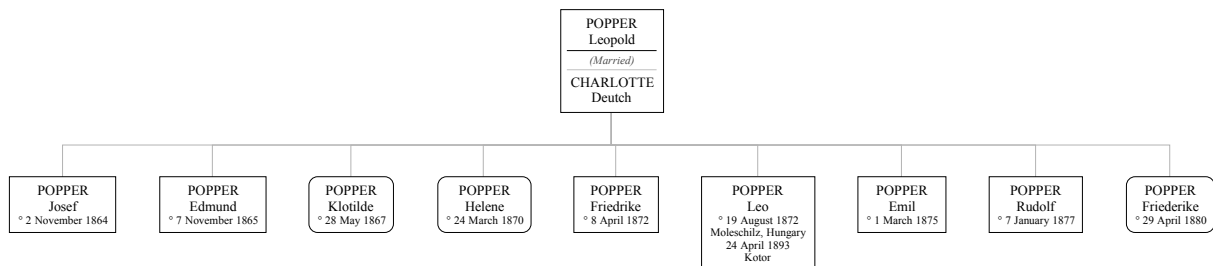 POPPER
Leopold
(Married)
CHARLOTTE
Deutch
POPPER
Josef
° 2 November 1864
POPPER
Edmund
° 7 November 1865
POPPER
Klotilde
° 28 May 1867
POPPER
Helene
° 24 March 1870
POPPER
Friedrike
° 8 April 1872
POPPER
Leo
° 19 August 1872
Moleschilz, Hungary
24 April 1893
Kotor
POPPER
Emil
° 1 March 1875
POPPER
Rudolf
° 7 January 1877
POPPER
Friederike
° 29 April 1880